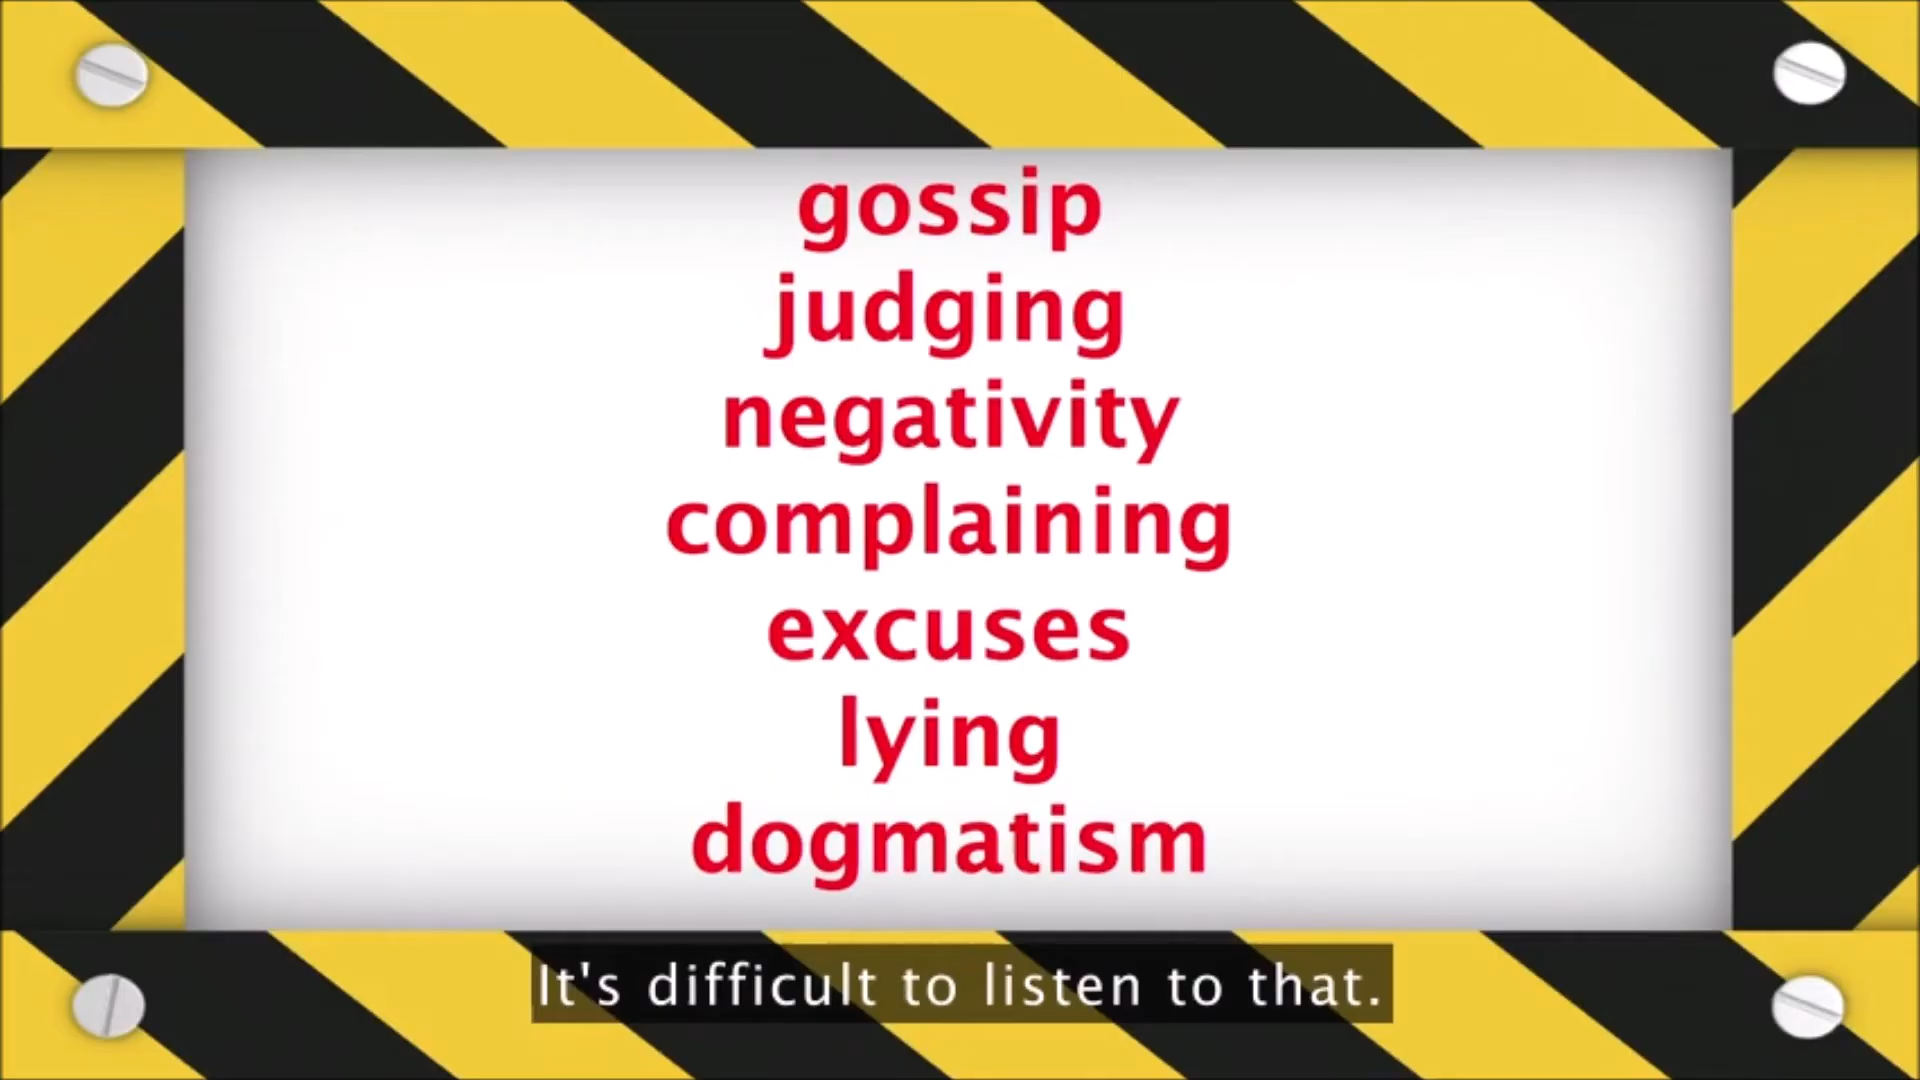 gossip
judging
negativity
complaining
excuses
lying
dogmatism
It's difficult to listen to that.